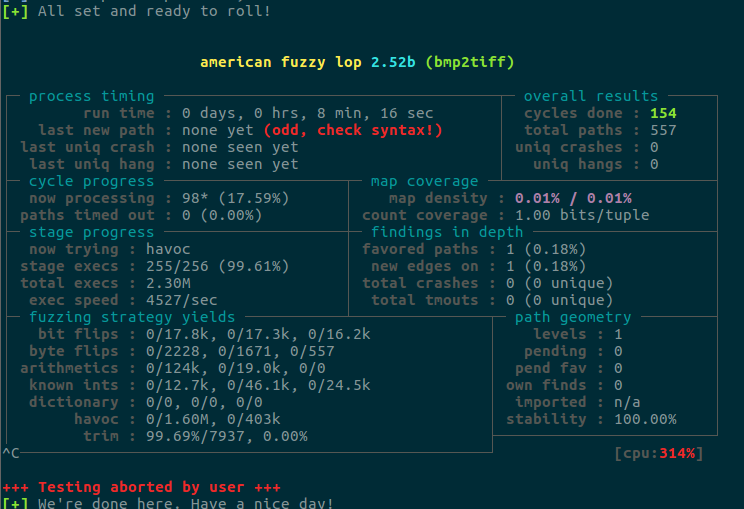 [+] All set and ready to roll!
american fuzzy lop 2.52b (bmp2tiff)
process timing overall results
run time : 0 days, 0 hrs, 8 min, 16 sec cycles done : 154
last new path : none yet (odd, check syntax!) total paths : 557
last uniq crash : none seen yet uniq crashes : 0
last uniq hang : none seen yet uniq hangs : 0
cycle progress map coverage
now processing : 98* (17.59%) map density : 0.01% / 0.01%
paths timed out : 0 (0.00%) count coverage : 1.00 bits/tuple
stage progress findings in depth
now trying : havoc favored paths : 1 (0.18%)
stage execs : 255/256 (99.61%) new edges on : 1 (0.18%)
total execs : 2.30M total crashes : 0 (0 unique)
exec speed : 4527/sec total tmouts : 0 (0 unique)
fuzzing strategy yields path geometry
bit flips : 0/17.8k, 0/17.3k, 0/16.2k levels : 1
byte flips : 0/2228, 0/1671, 0/557 pending : 0
arithmetics : 0/124k, 0/19.0k, 0/0 pend fav : 0
known ints : 0/12.7k, 0/46.1k, 0/24.5k own finds : 0
dictionary : 0/0, 0/0, 0/0 imported : n/a
havoc : 0/1.60M, 0/403k stability : 100.00%
trim : 99.69%/7937, 0.00%
^C [cpu:314%]
+++ Testing aborted by user +++
[+] We're done here. Have a nice day!